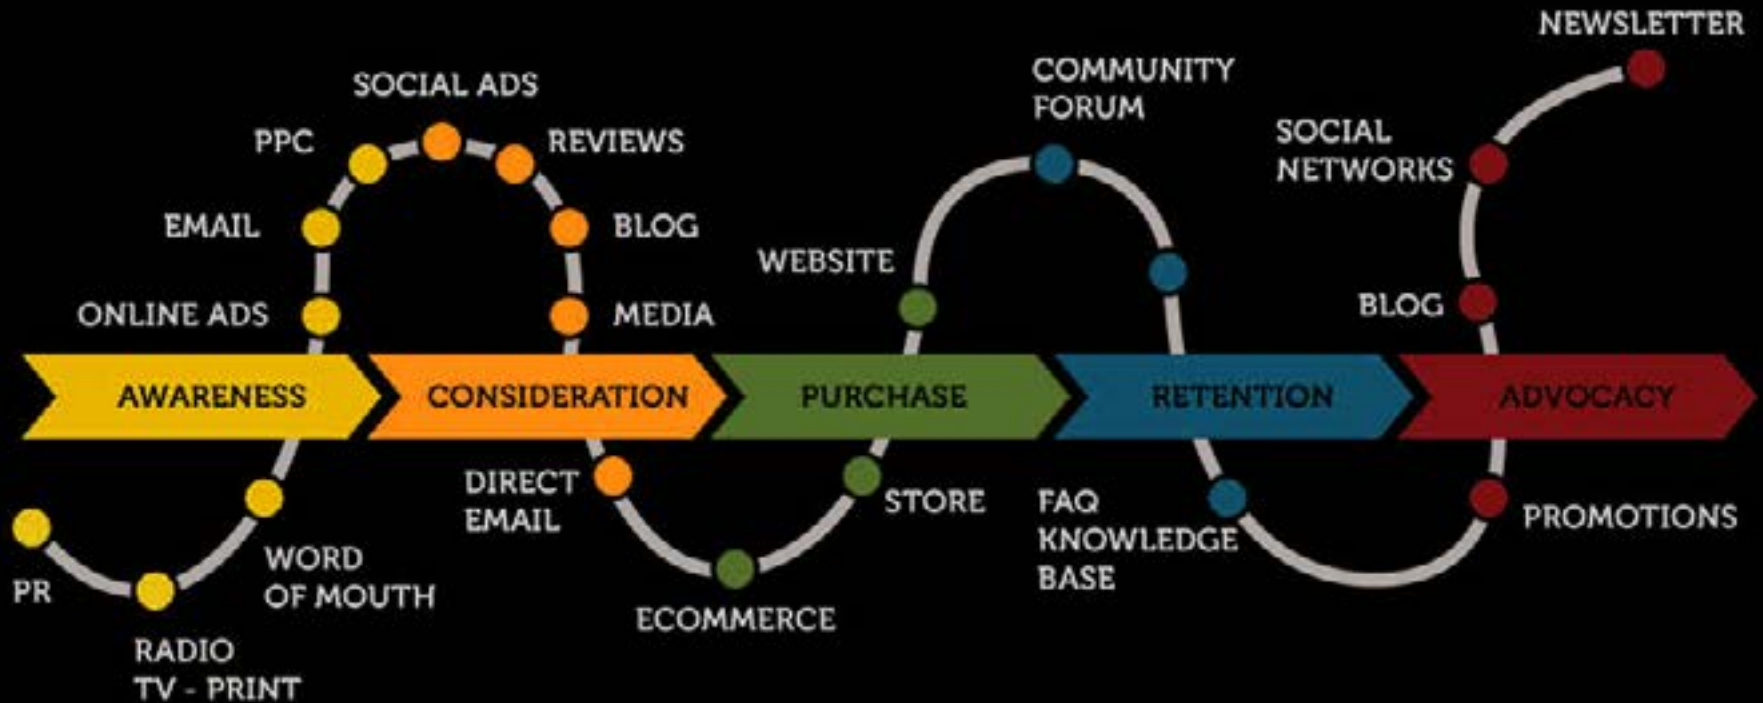 NEWSLETTER
SOCIAL ADS
COMMUNITY
FORUM
PPC
REVIEWS
SOCIAL
NETWORKS
EMAIL
BLOG
WEBSITE
ONLINE ADS
MEDIA
BLOG
AWARENESS
CONSIDERATION
PURCHASE
RETENTION
ADVOCACY
DIRECT
EMAIL
STORE
FAQ
KNOWLEDGE
BASE
PROMOTIONS
WORD
OF MOUTH
PR
ECOMMERCE
RADIO
TV - PRINT